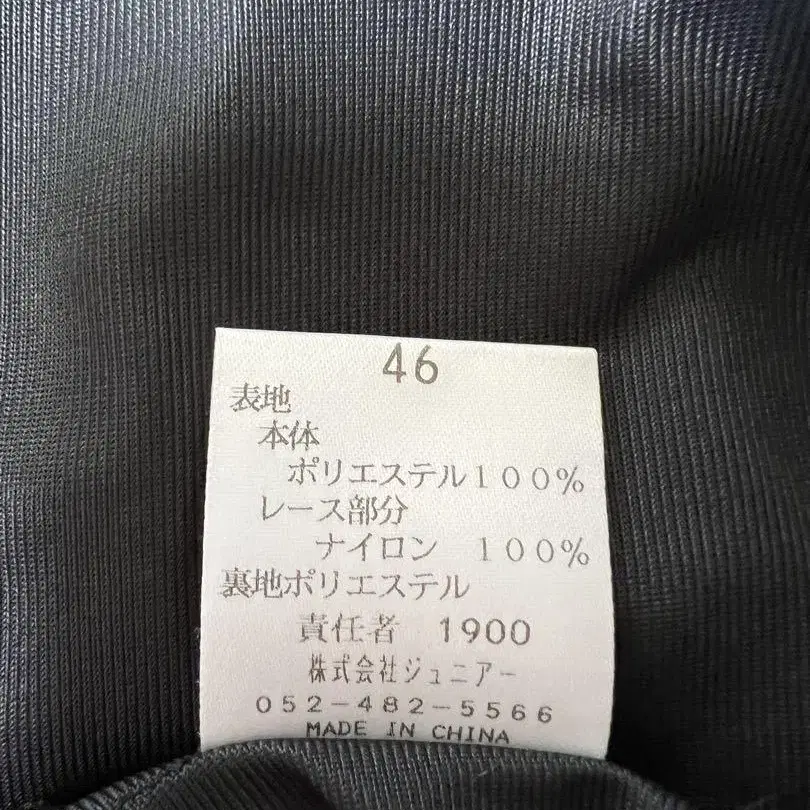 46
表地
本体
ポリエステル100%
レース部分
ナイロン 100%
裏地ポリエステル
責任者 1900
株式会社ジュニアー
052-482-5566
MADE IN CHINA